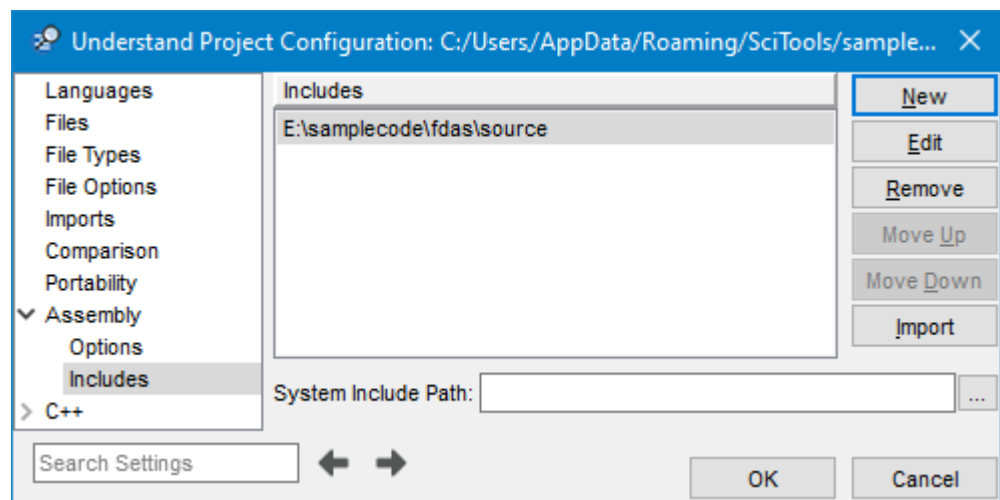 Understand Project Configuration: C:/Users/AppData/Roaming/SciTools/sample...
Languages
Files
File Types
File Options
Imports
Comparison
Portability
Assembly
Options
Includes
C++
Includes
E:\samplecode\fdas\source
New
Edit
Remove
Move Up
Move Down
Import
System Include Path:
...
Search Settings
OK
Cancel